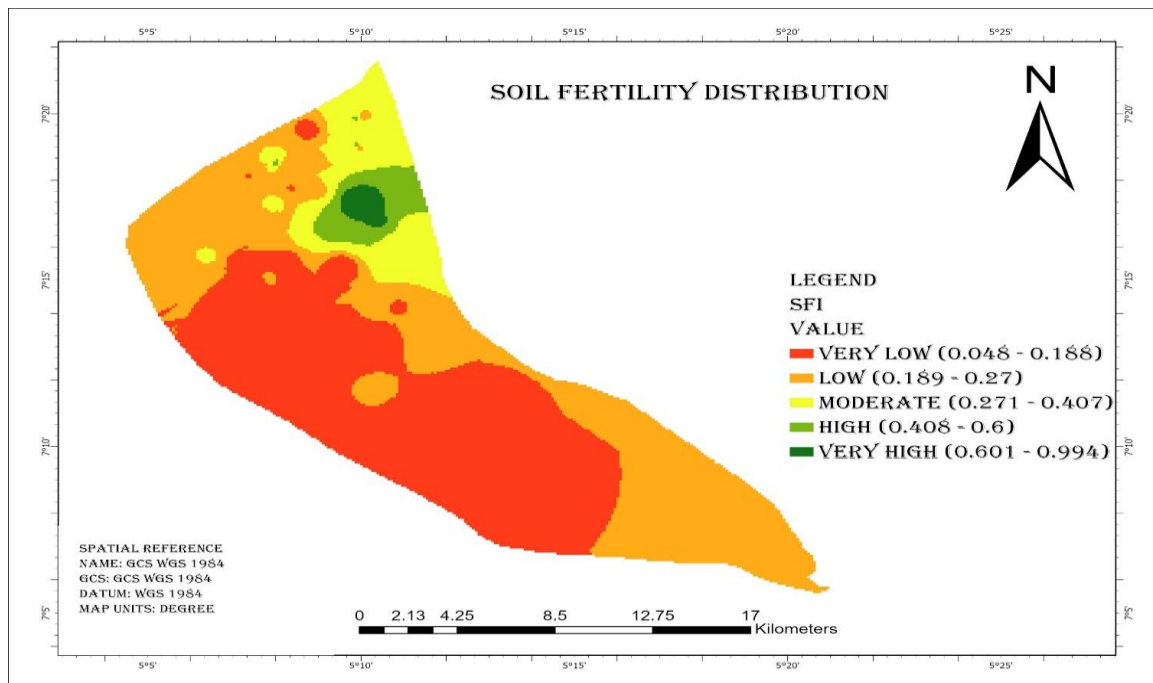 5°5' 5°10' 5°15' 5°20' 5°25'
SOIL FERTILITY DISTRIBUTION
N
7°20' 7°20'
7°15' 7°15'
LEGEND
SFI
VALUE
VERY LOW (0.048 - 0.188)
LOW (0.189 - 0.27)
MODERATE (0.271 - 0.407)
HIGH (0.408 - 0.6)
VERY HIGH (0.601 - 0.994)
7°10' 7°10'
SPATIAL REFERENCE
NAME: GCS WGS 1984
GCS: GCS WGS 1984
DATUM: WGS 1984
MAP UNITS: DEGREE
7°5' 7°5'
0 2.13 4.25 8.5 12.75 17
Kilometers
5°5' 5°10' 5°15' 5°20' 5°25'